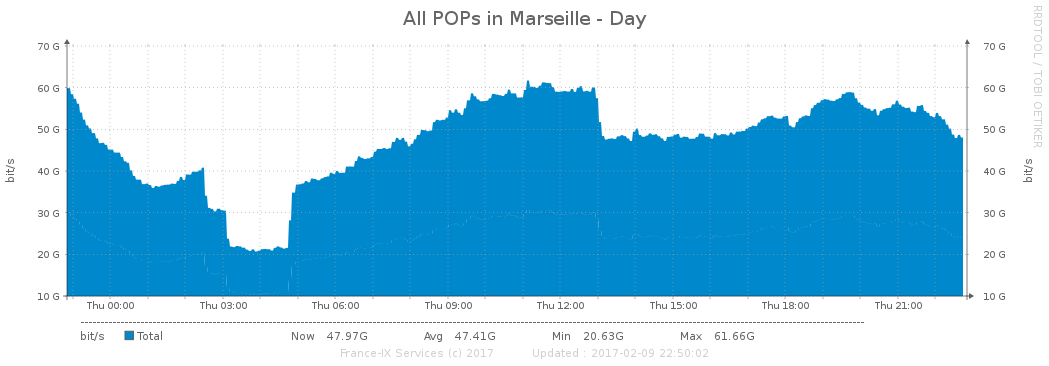 All POPs in Marseille - Day
RRDTOOL / TOBI OETIKER
70 G 70 G
60 G 60 G
50 G 50 G
40 G 40 G
30 G 30 G
20 G 20 G
10 G 10 G
bit/s bit/s
Thu 00:00 Thu 03:00 Thu 06:00 Thu 09:00 Thu 12:00 Thu 15:00 Thu 18:00 Thu 21:00
bit/s Total Now 47.97G Avg 47.41G Min 20.63G Max 61.66G
France-IX Services (c) 2017 Updated : 2017-02-09 22:50:02